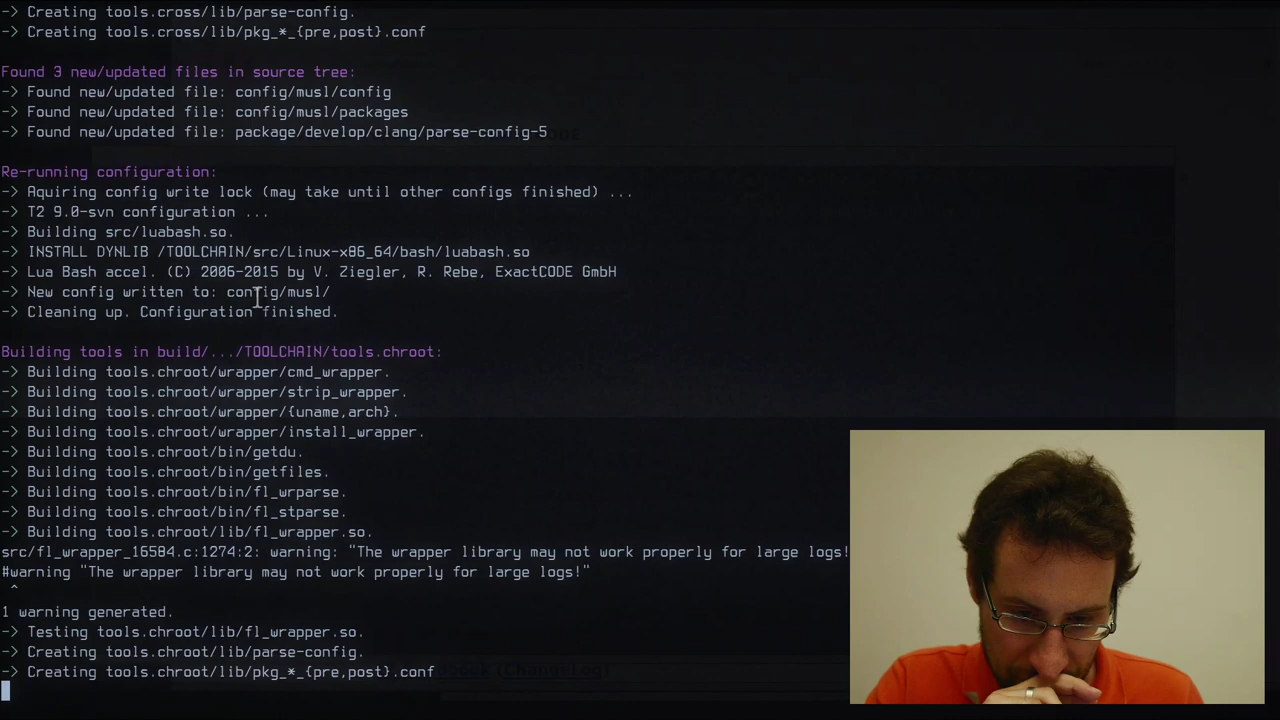 -> Creating tools.cross/lib/parse-config.
-> Creating tools.cross/lib/pkg_*_{pre,post}.conf
Found 3 new/updated files in source tree:
-> Found new/updated file: config/musl/config
-> Found new/updated file: config/musl/packages
-> Found new/updated file: package/develop/clang/parse-config-5
Re-running configuration:
-> Aquiring config write lock (may take until other configs finished) ...
-> T2 9.0-svn configuration ...
-> Building src/luabash.so.
-> INSTALL DYNLIB /TOOLCHAIN/src/Linux-x86_64/bash/luabash.so
-> Lua Bash accel. (C) 2006-2015 by V. Ziegler, R. Rebe, ExactCODE GmbH
-> New config written to: config/musl/
-> Cleaning up. Configuration finished.
Building tools in build/.../TOOLCHAIN/tools.chroot:
-> Building tools.chroot/wrapper/cmd_wrapper.
-> Building tools.chroot/wrapper/strip_wrapper.
-> Building tools.chroot/wrapper/{uname,arch}.
-> Building tools.chroot/wrapper/install_wrapper.
-> Building tools.chroot/bin/getdu.
-> Building tools.chroot/bin/getfiles.
-> Building tools.chroot/bin/fl_wrparse.
-> Building tools.chroot/bin/fl_stparse.
-> Building tools.chroot/lib/fl_wrapper.so.
src/fl_wrapper_16584.c:1274:2: warning: "The wrapper library may not work properly for large logs!
#warning "The wrapper library may not work properly for large logs!"
^
1 warning generated.
-> Testing tools.chroot/lib/fl_wrapper.so.
-> Creating tools.chroot/lib/parse-config.
-> Creating tools.chroot/lib/pkg_*_{pre,post}.conf
(ChangeLog)